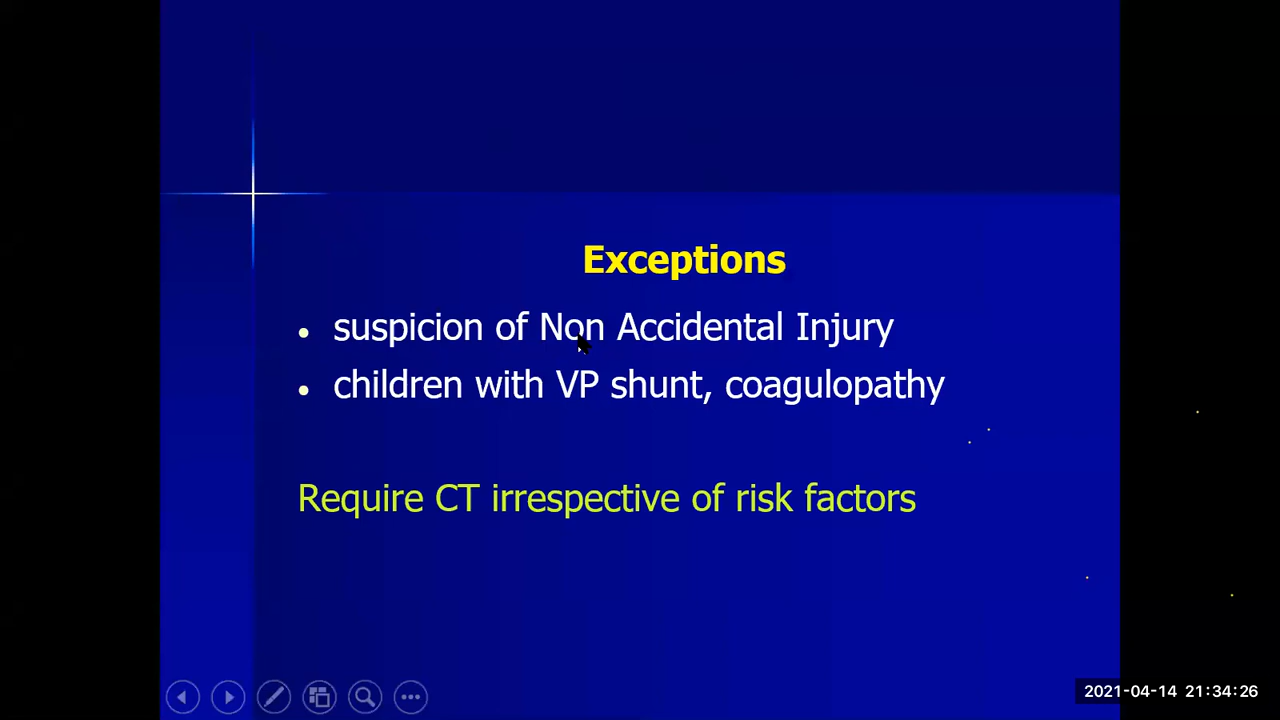 Exceptions
• suspicion of Non Accidental Injury
• children with VP shunt, coagulopathy
Require CT irrespective of risk factors
2021-04-14 21:34:26